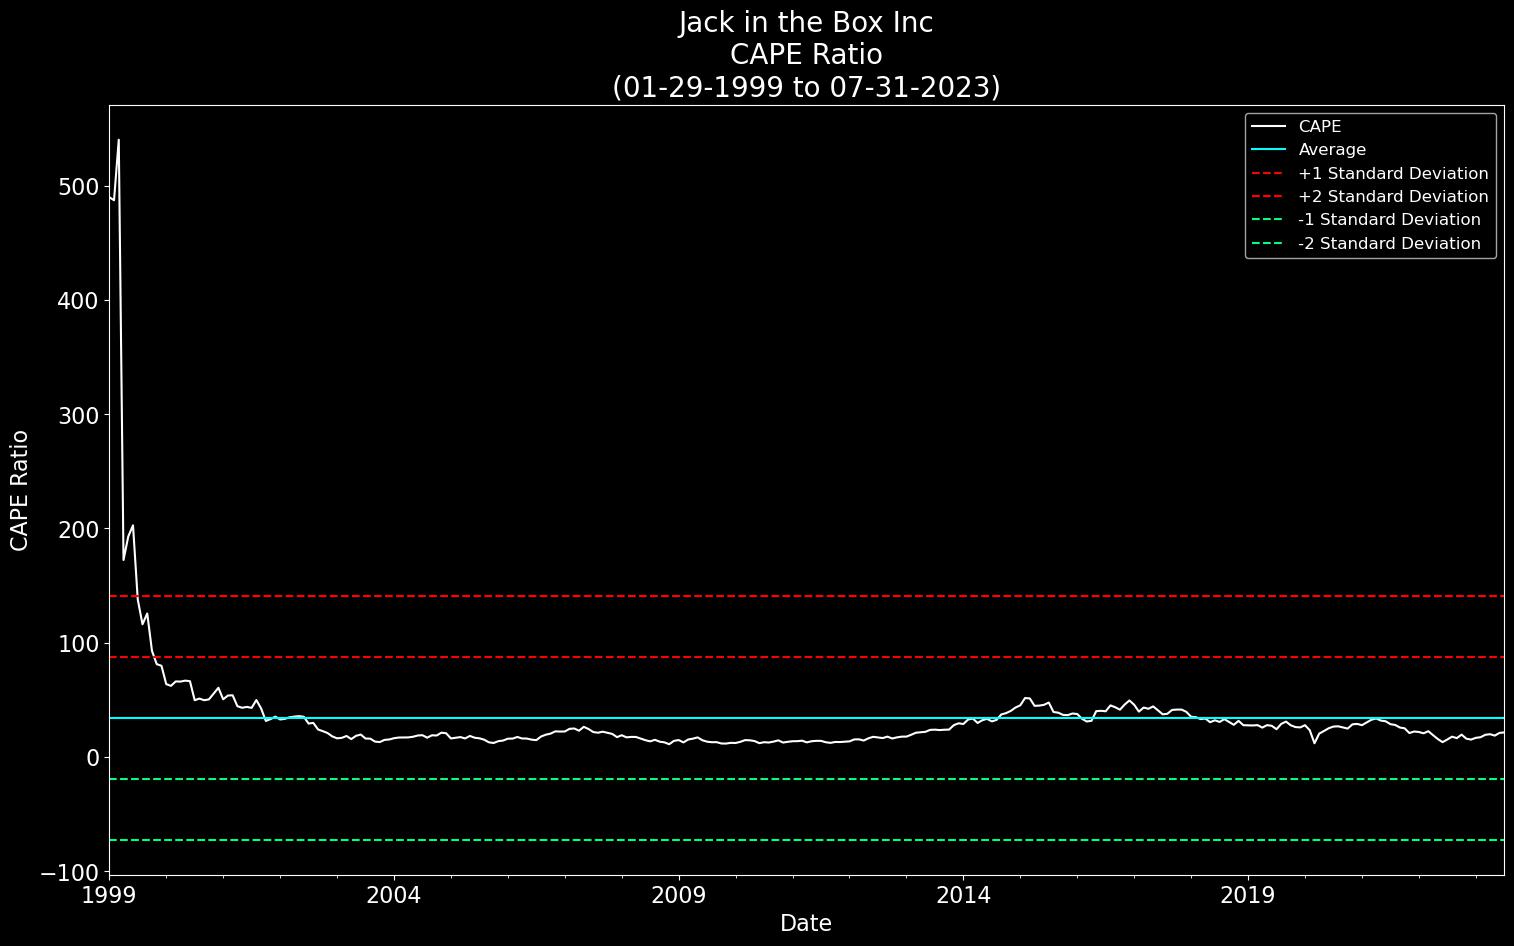 Jack in the Box Inc
CAPE Ratio
(01-29-1999 to 07-31-2023)
CAPE
Average
+1 Standard Deviation
+2 Standard Deviation
-1 Standard Deviation
-2 Standard Deviation
CAPE Ratio
500
400
300
200
100
0
−100
1999
2004
2009
2014
2019
Date